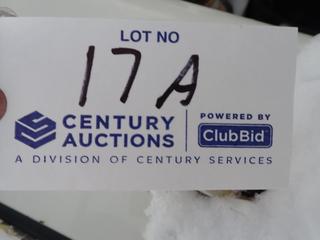 LOT NO
17A
CENTURY AUCTIONS
POWERED BY
ClubBid
A DIVISION OF CENTURY SERVICES